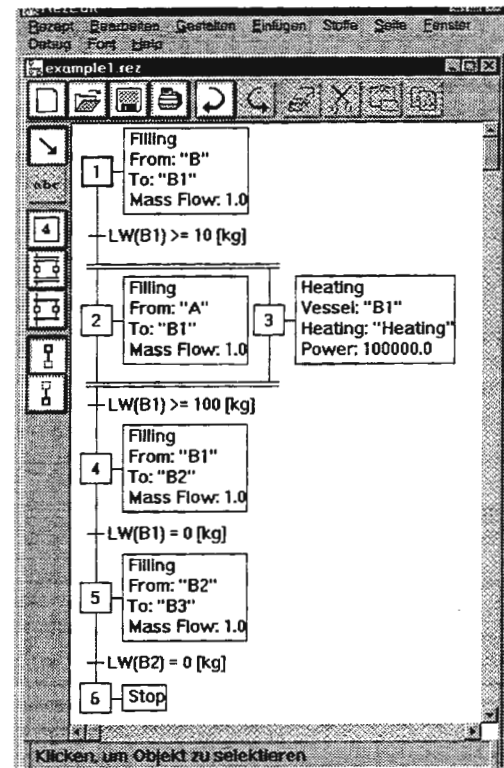 Rezept Bearbeiten Gestalten Einfügen Stoffe Seite Fenster
Debug Fort Help
example1.rez
abc
4
1
Filling
From: "B"
To: "B1"
Mass Flow: 1.0
LW(B1) >= 10 [kg]
2
Filling
From: "A"
To: "B1"
Mass Flow: 1.0
3
Heating
Vessel: "B1"
Heating: "Heating"
Power: 100000.0
LW(B1) >= 100 [kg]
4
Filling
From: "B1"
To: "B2"
Mass Flow: 1.0
LW(B1) = 0 [kg]
5
Filling
From: "B2"
To: "B3"
Mass Flow: 1.0
LW(B2) = 0 [kg]
6
Stop
Klicken, um Objekt zu selektieren